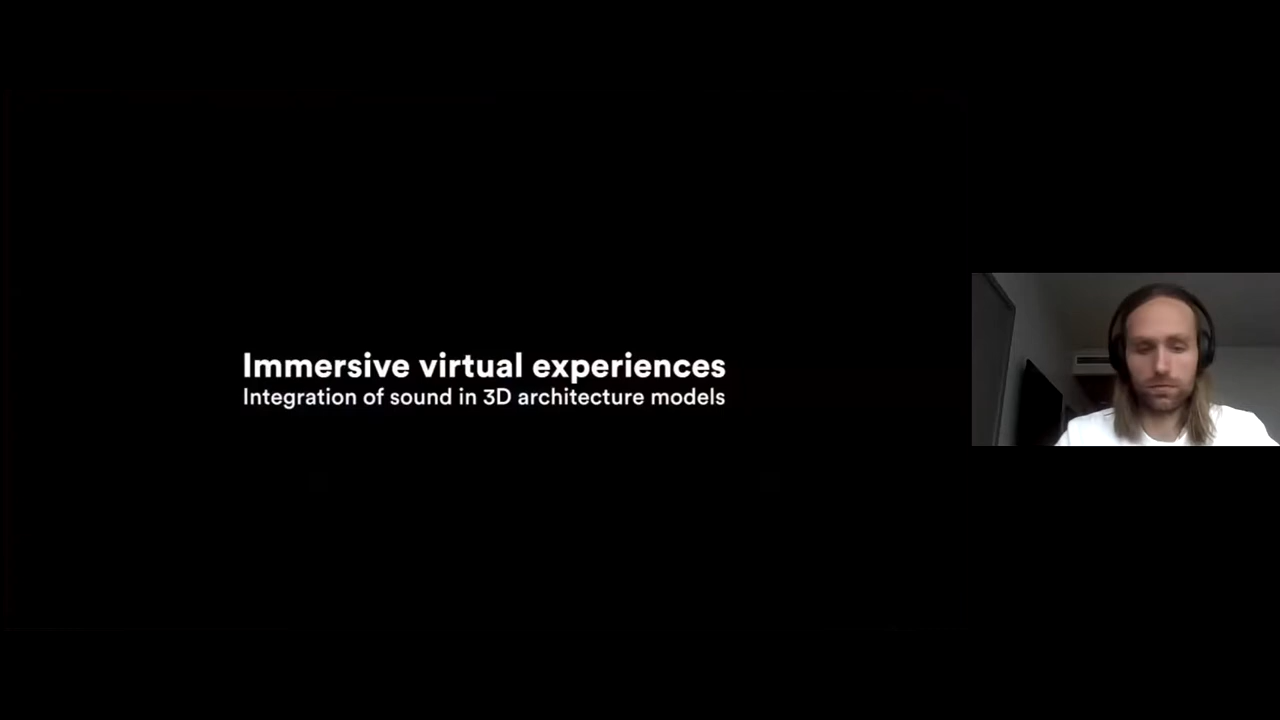 Immersive virtual experiences
Integration of sound in 3D architecture models